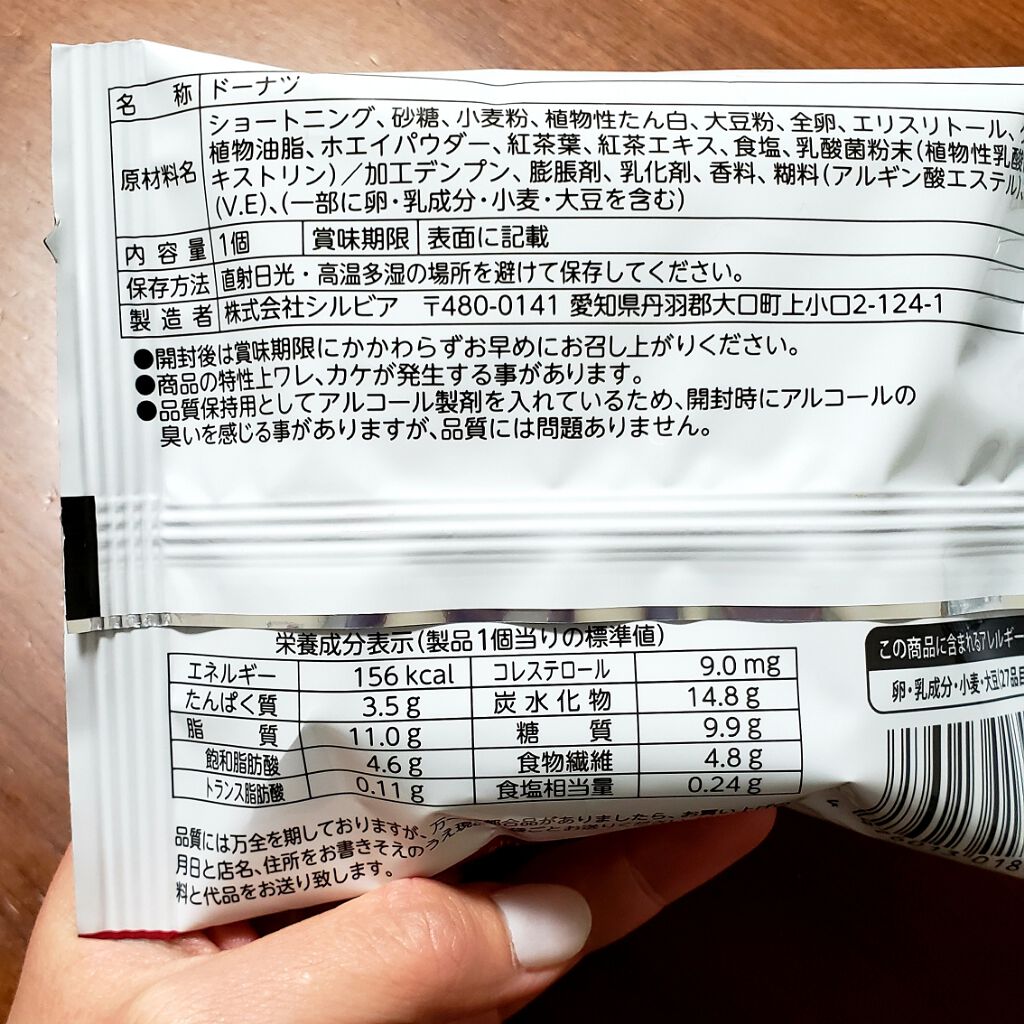 名 称 ドーナツ
原材料名 ショートニング、砂糖、小麦粉、植物性たん白、大豆粉、全卵、エリスリトール、
植物油脂、ホエイパウダー、紅茶葉、紅茶エキス、食塩、乳酸菌粉末(植物性乳酸
キストリン)/加工デンプン、膨脹剤、乳化剤、香料、糊料(アルギン酸エステル)、
(V.E)、(一部に卵・乳成分・小麦・大豆を含む)
内容量 1個 賞味期限 表面に記載
保存方法 直射日光・高温多湿の場所を避けて保存してください。
製造者 株式会社シルビア 〒480-0141 愛知県丹羽郡大口町上小口2-124-1
●開封後は賞味期限にかかわらずお早めにお召し上がりください。
●商品の特性上ワレ、カケが発生する事があります。
●品質保持用としてアルコール製剤を入れているため、開封時にアルコールの
臭いを感じる事がありますが、品質には問題ありません。
栄養成分表示(製品1個当りの標準値)
エネルギー 156 kcal コレステロール 9.0 mg
たんぱく質 3.5 g 炭水化物 14.8 g
脂 質 11.0 g 糖 質 9.9 g
飽和脂肪酸 4.6 g 食物繊維 4.8 g
トランス脂肪酸 0.11 g 食塩相当量 0.24 g
この商品に含まれるアレルギー
卵・乳成分・小麦・大豆(27品目
品質には万全を期しておりますが、万一
月日と店名、住所をお書きそえのうえ現
料と代品をお送り致します。